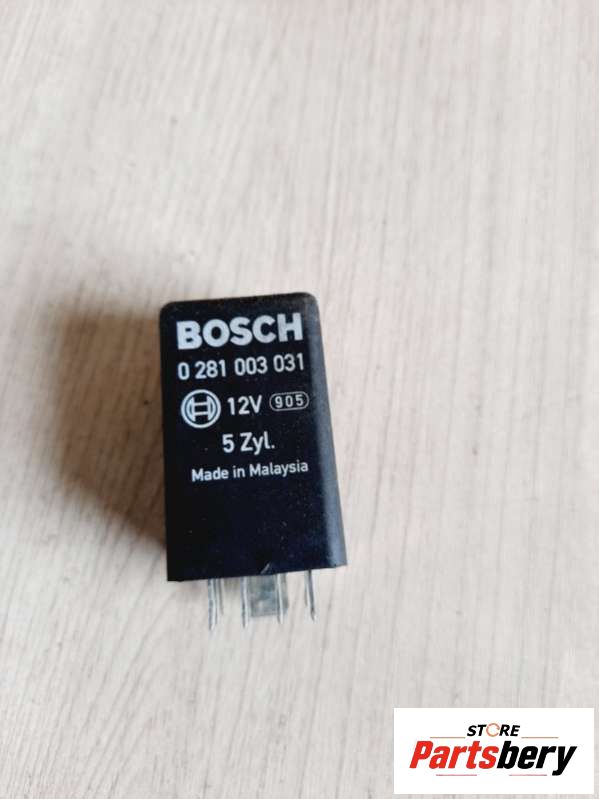 BOSCH
0 281 003 031
12V 905
5 Zyl.
Made in Malaysia
STORE
Partsbery